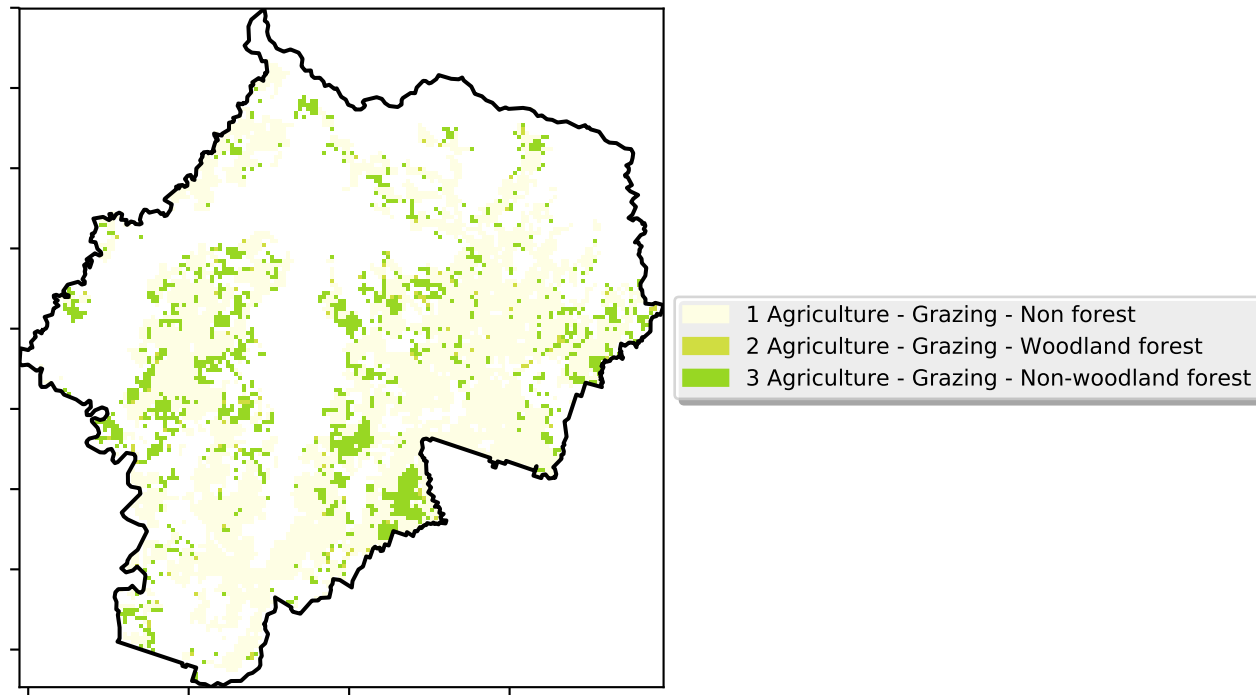 1 Agriculture - Grazing - Non forest
2 Agriculture - Grazing - Woodland forest
3 Agriculture - Grazing - Non-woodland forest